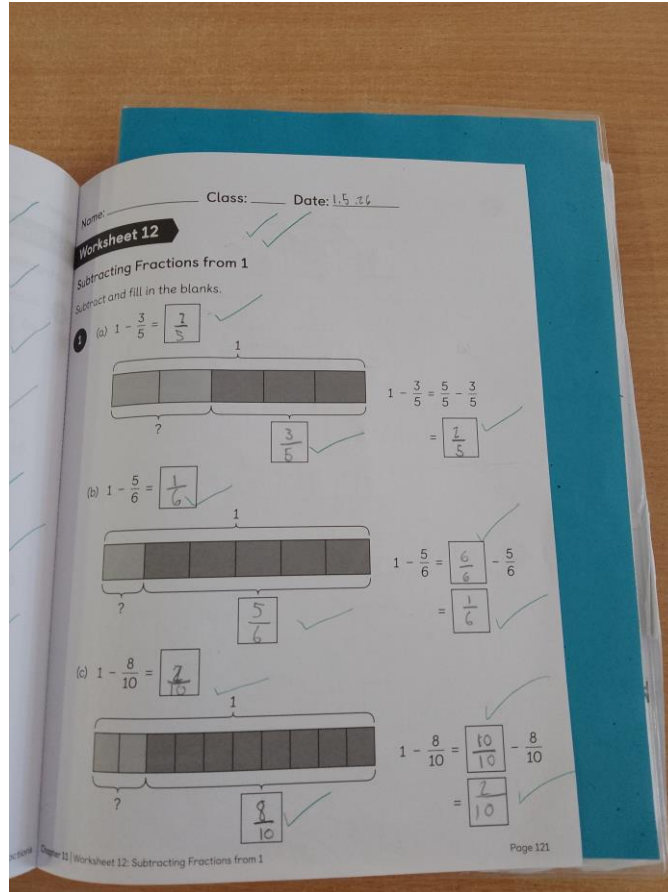 Name: Class: Date: 1.5.26
Worksheet 12
Subtracting Fractions from 1
Subtract and fill in the blanks.
1 (a) 1 - 3/5 = 2/5
1
1 - 3/5 = 5/5 - 3/5
? 3/5
= 2/5
(b) 1 - 5/6 = 1/6
1
1 - 5/6 = 6/6 - 5/6
? 5/6
= 1/6
(c) 1 - 8/10 = 2/10
1
1 - 8/10 = 10/10 - 8/10
? 8/10
= 2/10
Chapter 11 | Worksheet 12: Subtracting Fractions from 1
Page 121